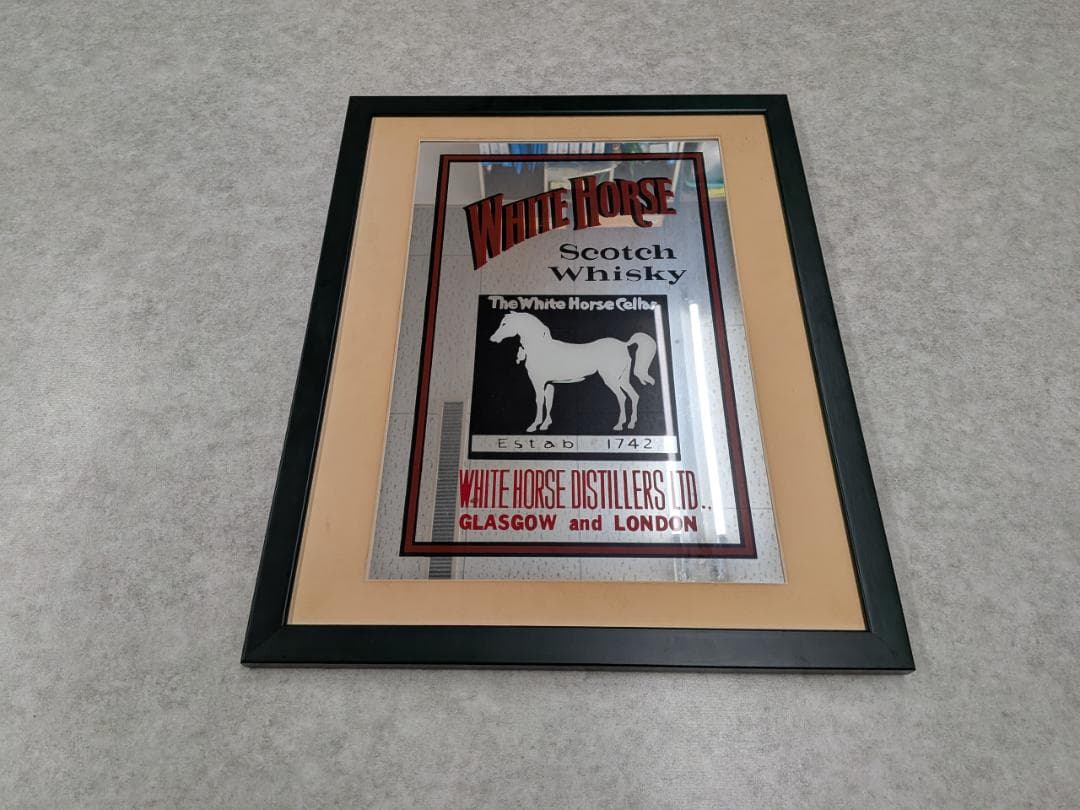 WHITE HORSE
Scotch
Whisky
The White Horse Cellar
Estab 1742
WHITE HORSE DISTILLERS LTD..
GLASGOW and LONDON